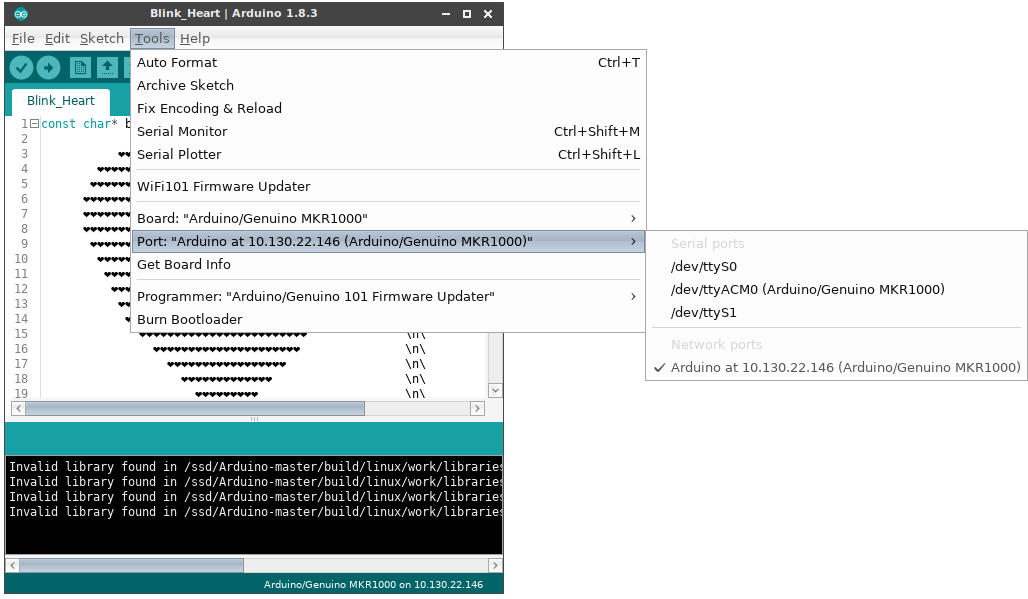 Blink_Heart | Arduino 1.8.3
File Edit Sketch Tools Help
Auto Format Ctrl+T
Archive Sketch
Fix Encoding & Reload
Serial Monitor Ctrl+Shift+M
Serial Plotter Ctrl+Shift+L
WiFi101 Firmware Updater
Board: "Arduino/Genuino MKR1000"
Port: "Arduino at 10.130.22.146 (Arduino/Genuino MKR1000)"
Get Board Info
Programmer: "Arduino/Genuino 101 Firmware Updater"
Burn Bootloader
Serial ports
/dev/ttyS0
/dev/ttyACM0 (Arduino/Genuino MKR1000)
/dev/ttyS1
Network ports
Arduino at 10.130.22.146 (Arduino/Genuino MKR1000)
Blink_Heart
1 const char* b
2
3 ❤❤
4 ❤❤❤❤❤
5 ❤❤❤❤❤❤
6 ❤❤❤❤❤❤❤
7 ❤❤❤❤❤❤❤
8 ❤❤❤❤❤❤❤
9 ❤❤❤❤❤❤
10 ❤❤❤❤❤
11 ❤❤❤❤
12 ❤❤❤
13 ❤❤
14 ❤
15 ❤❤❤❤❤❤❤❤❤❤❤❤❤❤❤❤❤❤❤❤❤❤❤❤ \n\
16 ❤❤❤❤❤❤❤❤❤❤❤❤❤❤❤❤❤❤❤❤❤ \n\
17 ❤❤❤❤❤❤❤❤❤❤❤❤❤❤❤❤❤ \n\
18 ❤❤❤❤❤❤❤❤❤❤❤❤❤ \n\
19 ❤❤❤❤❤❤❤❤❤ \n\
Invalid library found in /ssd/Arduino-master/build/linux/work/libraries
Invalid library found in /ssd/Arduino-master/build/linux/work/libraries
Invalid library found in /ssd/Arduino-master/build/linux/work/libraries
Invalid library found in /ssd/Arduino-master/build/linux/work/libraries
Arduino/Genuino MKR1000 on 10.130.22.146